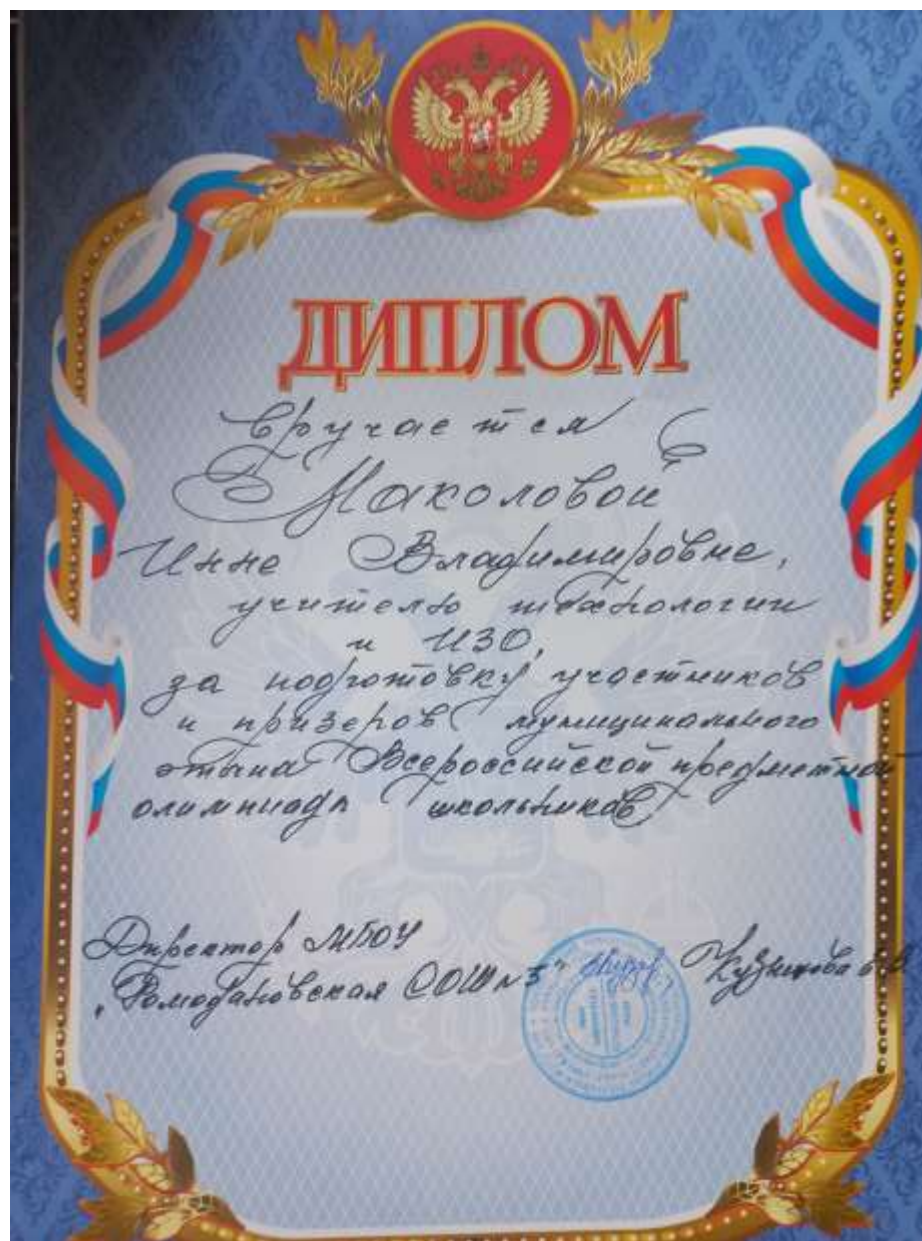 ДИПЛОМ
вручается
Маколовой
Инне Владимировне,
учителю технологии
и ИЗО,
за подготовку участников
и призеров муниципального
этапа Всероссийской предметной
олимпиады школьников
Директор МБОУ
"Ромодановская СОШ №3" Кузнецова